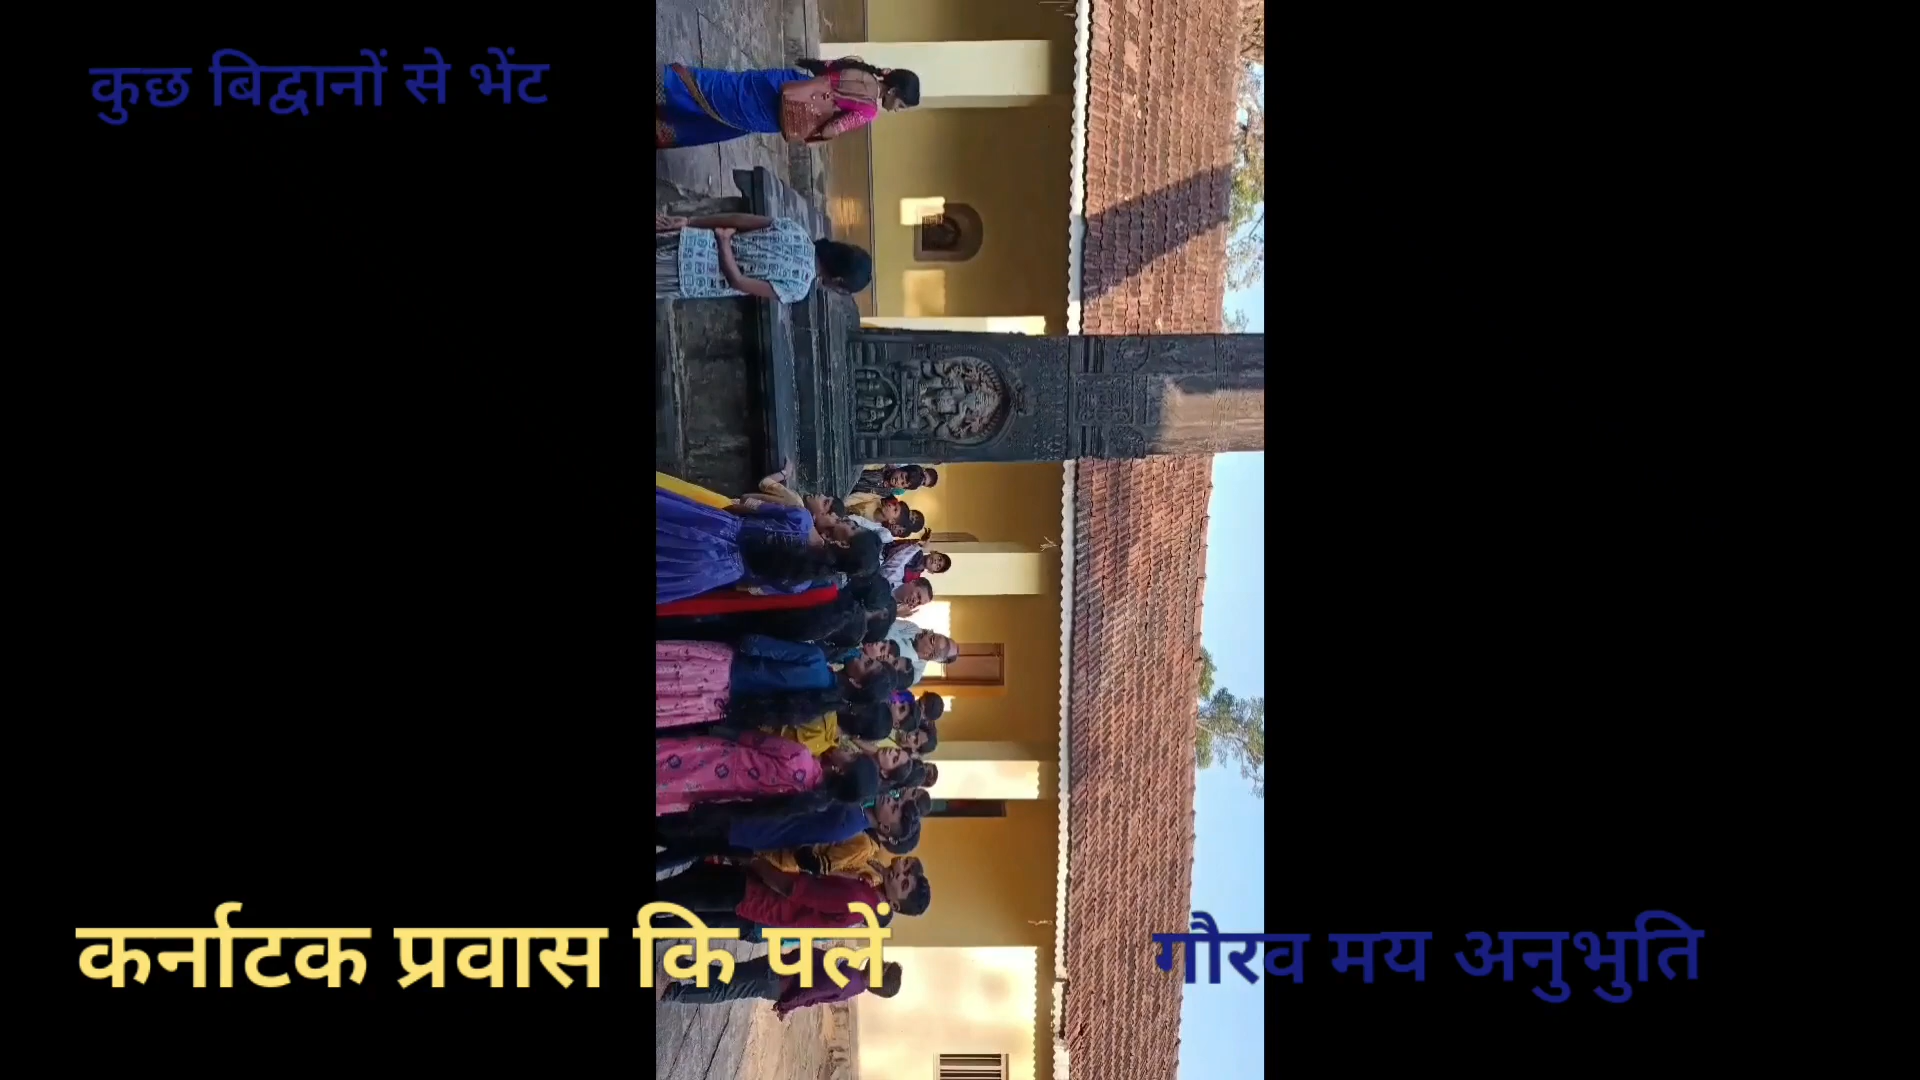 कुछ बिद्वानों से भेंट
कर्नाटक प्रवास कि पलें
गौरव मय अनुभुति